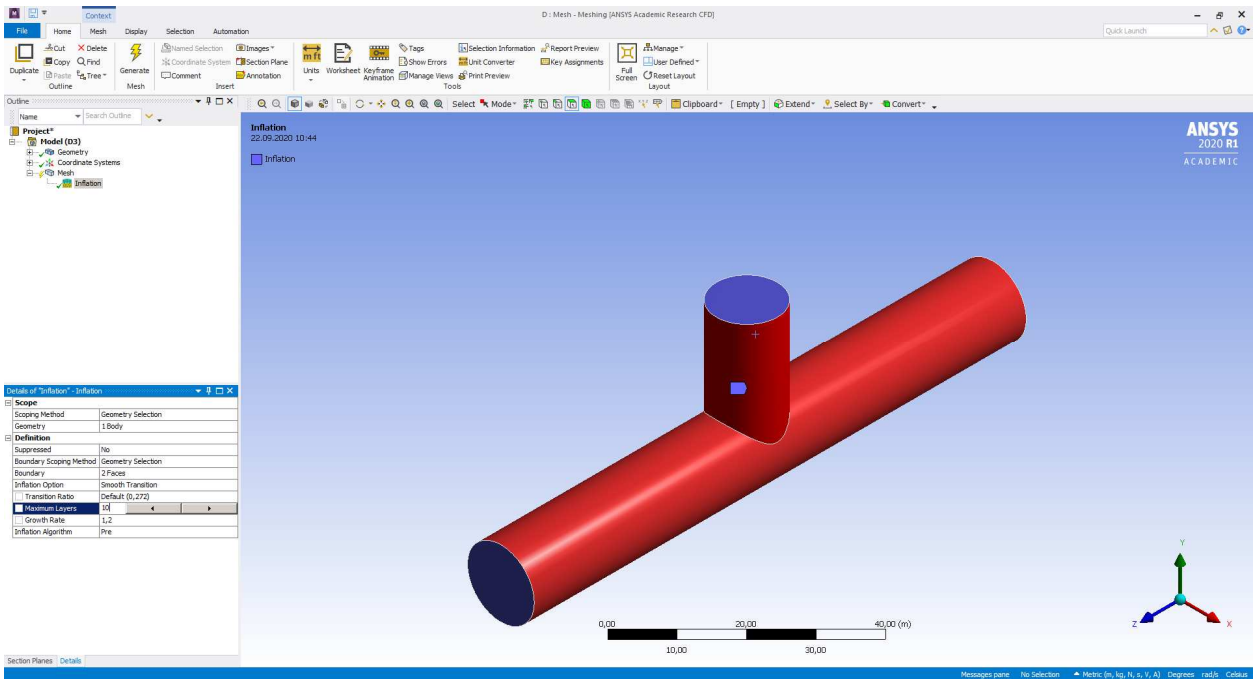 Context
D : Mesh - Meshing [ANSYS Academic Research CFD]
File Home Mesh Display Selection Automation
Quick Launch
Duplicate
Cut
Copy
Paste
Delete
Find
Tree
Outline
Generate
Mesh
Named Selection
Coordinate System
Comment
Images
Section Plane
Annotation
Insert
Units
Worksheet
Keyframe Animation
Tags
Show Errors
Manage Views
Selection Information
Unit Converter
Print Preview
Report Preview
Key Assignments
Tools
Full Screen
Manage
User Defined
Reset Layout
Layout
Outline
Name Search Outline
Select Mode Clipboard [ Empty ] Extend Select By Convert
Project*
Model (D3)
Geometry
Coordinate Systems
Mesh
Inflation
Inflation
22.09.2020 10:44
Inflation
ANSYS
2020 R1
ACADEMIC
Details of "Inflation" - Inflation
Scope
Scoping Method Geometry Selection
Geometry 1 Body
Definition
Suppressed No
Boundary Scoping Method Geometry Selection
Boundary 2 Faces
Inflation Option Smooth Transition
Transition Ratio Default (0,272)
Maximum Layers 10
Growth Rate 1,2
Inflation Algorithm Pre
0,00 20,00 40,00 (m)
10,00 30,00
Y
Z X
Section Planes Details
Messages pane No Selection Metric (m, kg, N, s, V, A) Degrees rad/s Celsius